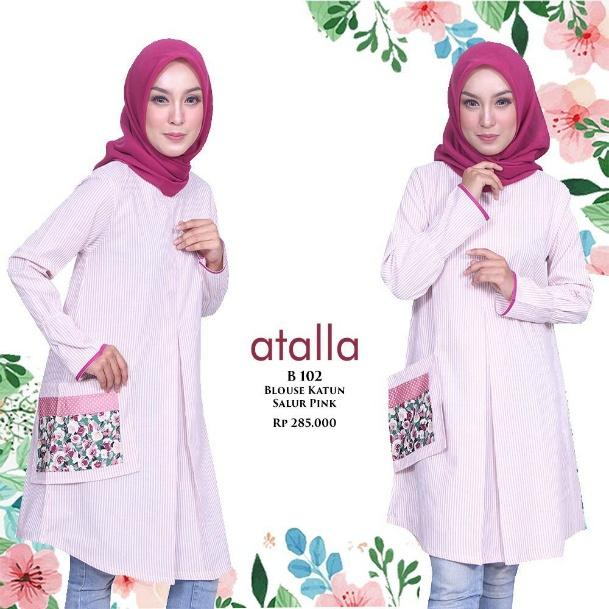 atalla
B 102
Blouse Katun
Salur Pink
Rp 285.000